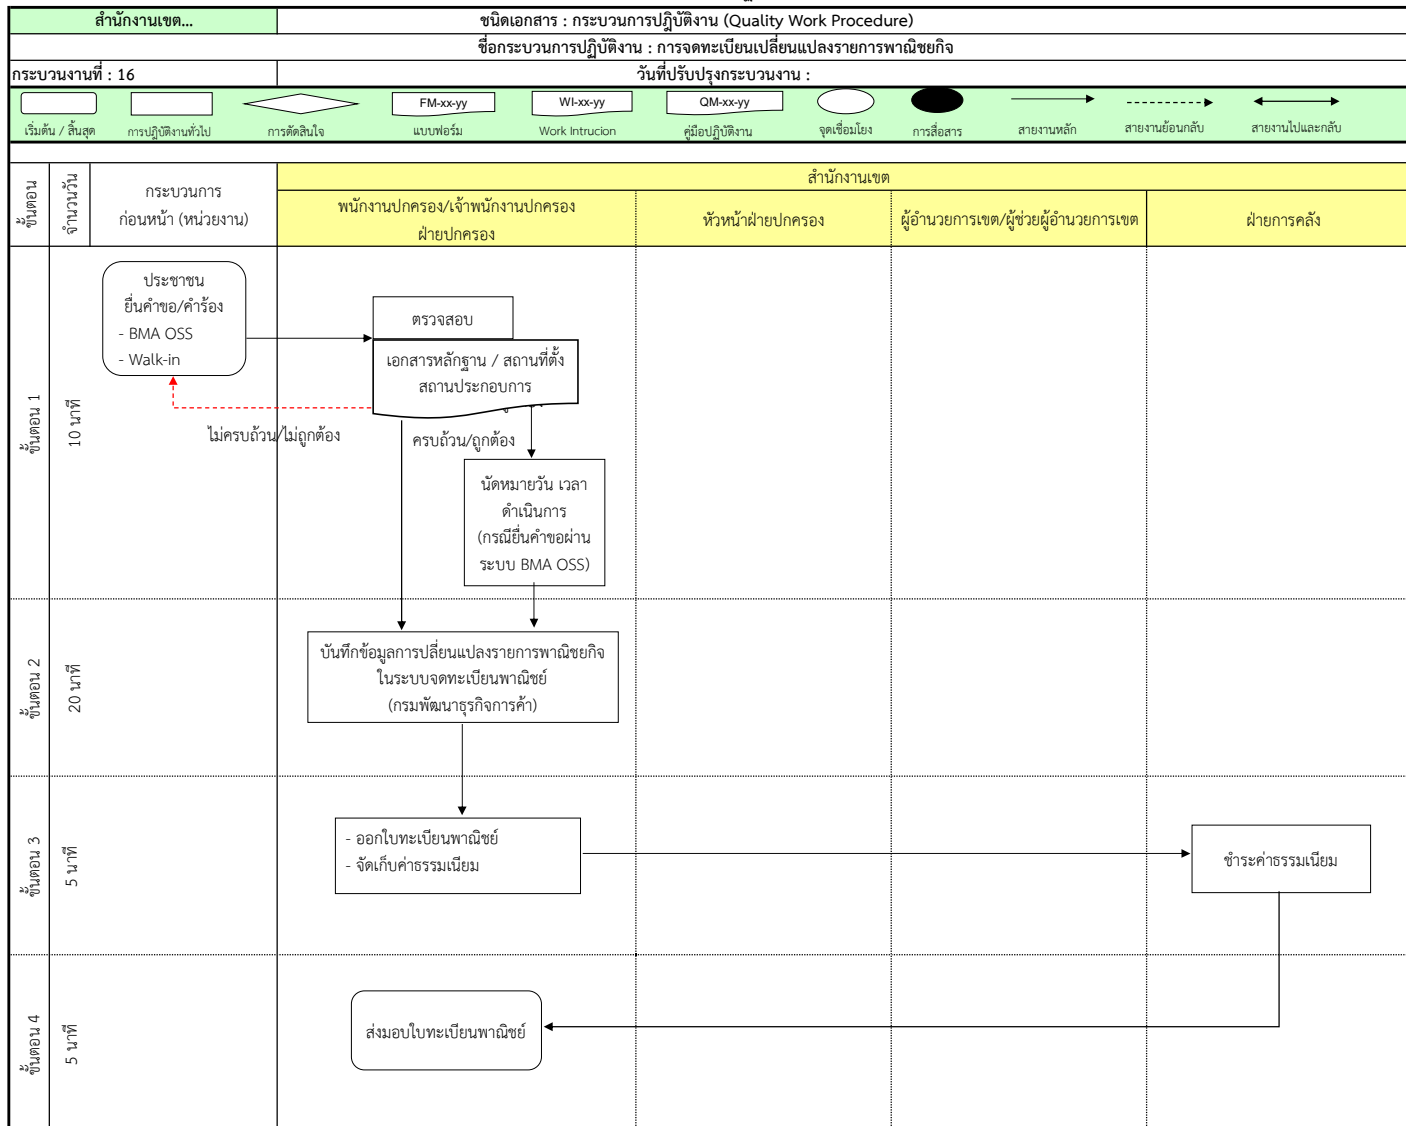 สำนักงานเขต...
ชนิดเอกสาร : กระบวนการปฏิบัติงาน (Quality Work Procedure)
ชื่อกระบวนการปฏิบัติงาน : การจดทะเบียนเปลี่ยนแปลงรายการพาณิชยกิจ
กระบวนงานที่ : 16
วันที่ปรับปรุงกระบวนงาน :
FM-xx-yy
WI-xx-yy
QM-xx-yy
เริ่มต้น / สิ้นสุด
การปฏิบัติงานทั่วไป
การตัดสินใจ
แบบฟอร์ม
Work Intrucion
คู่มือปฏิบัติงาน
จุดเชื่อมโยง
การสื่อสาร
สายงานหลัก
สายงานย้อนกลับ
สายงานไปและกลับ
ขั้นตอน
จำนวนวัน
กระบวนการ
ก่อนหน้า (หน่วยงาน)
สำนักงานเขต
พนักงานปกครอง/เจ้าพนักงานปกครอง
ฝ่ายปกครอง
หัวหน้าฝ่ายปกครอง
ผู้อำนวยการเขต/ผู้ช่วยผู้อำนวยการเขต
ฝ่ายการคลัง
ขั้นตอน 1
10 นาที
ประชาชน
ยื่นคำขอ/คำร้อง
- BMA OSS
- Walk-in
ตรวจสอบ
เอกสารหลักฐาน / สถานที่ตั้ง
สถานประกอบการ
ไม่ครบถ้วน/ไม่ถูกต้อง
ครบถ้วน/ถูกต้อง
นัดหมายวัน เวลา
ดำเนินการ
(กรณียื่นคำขอผ่าน
ระบบ BMA OSS)
ขั้นตอน 2
20 นาที
บันทึกข้อมูลการปลี่ยนแปลงรายการพาณิชยกิจ
ในระบบจดทะเบียนพาณิชย์
(กรมพัฒนาธุรกิจการค้า)
ขั้นตอน 3
5 นาที
- ออกใบทะเบียนพาณิชย์
- จัดเก็บค่าธรรมเนียม
ชำระค่าธรรมเนียม
ขั้นตอน 4
5 นาที
ส่งมอบใบทะเบียนพาณิชย์